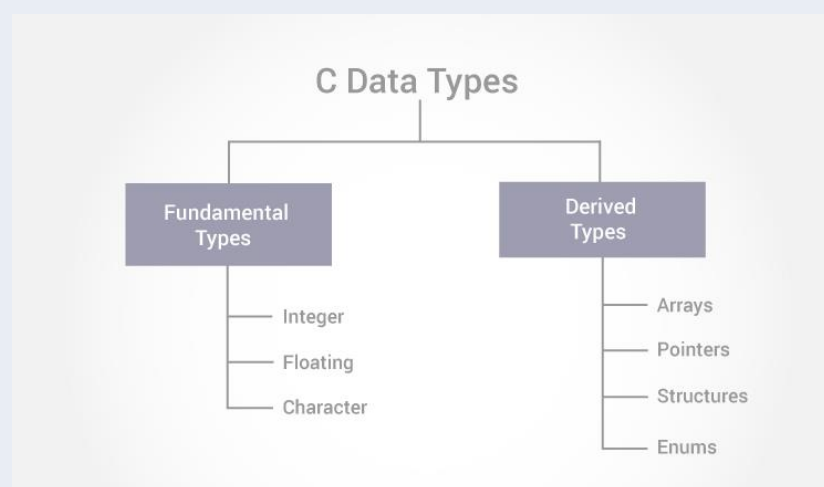 C Data Types
Fundamental
Types
Integer
Floating
Character
Derived
Types
Arrays
Pointers
Structures
Enums